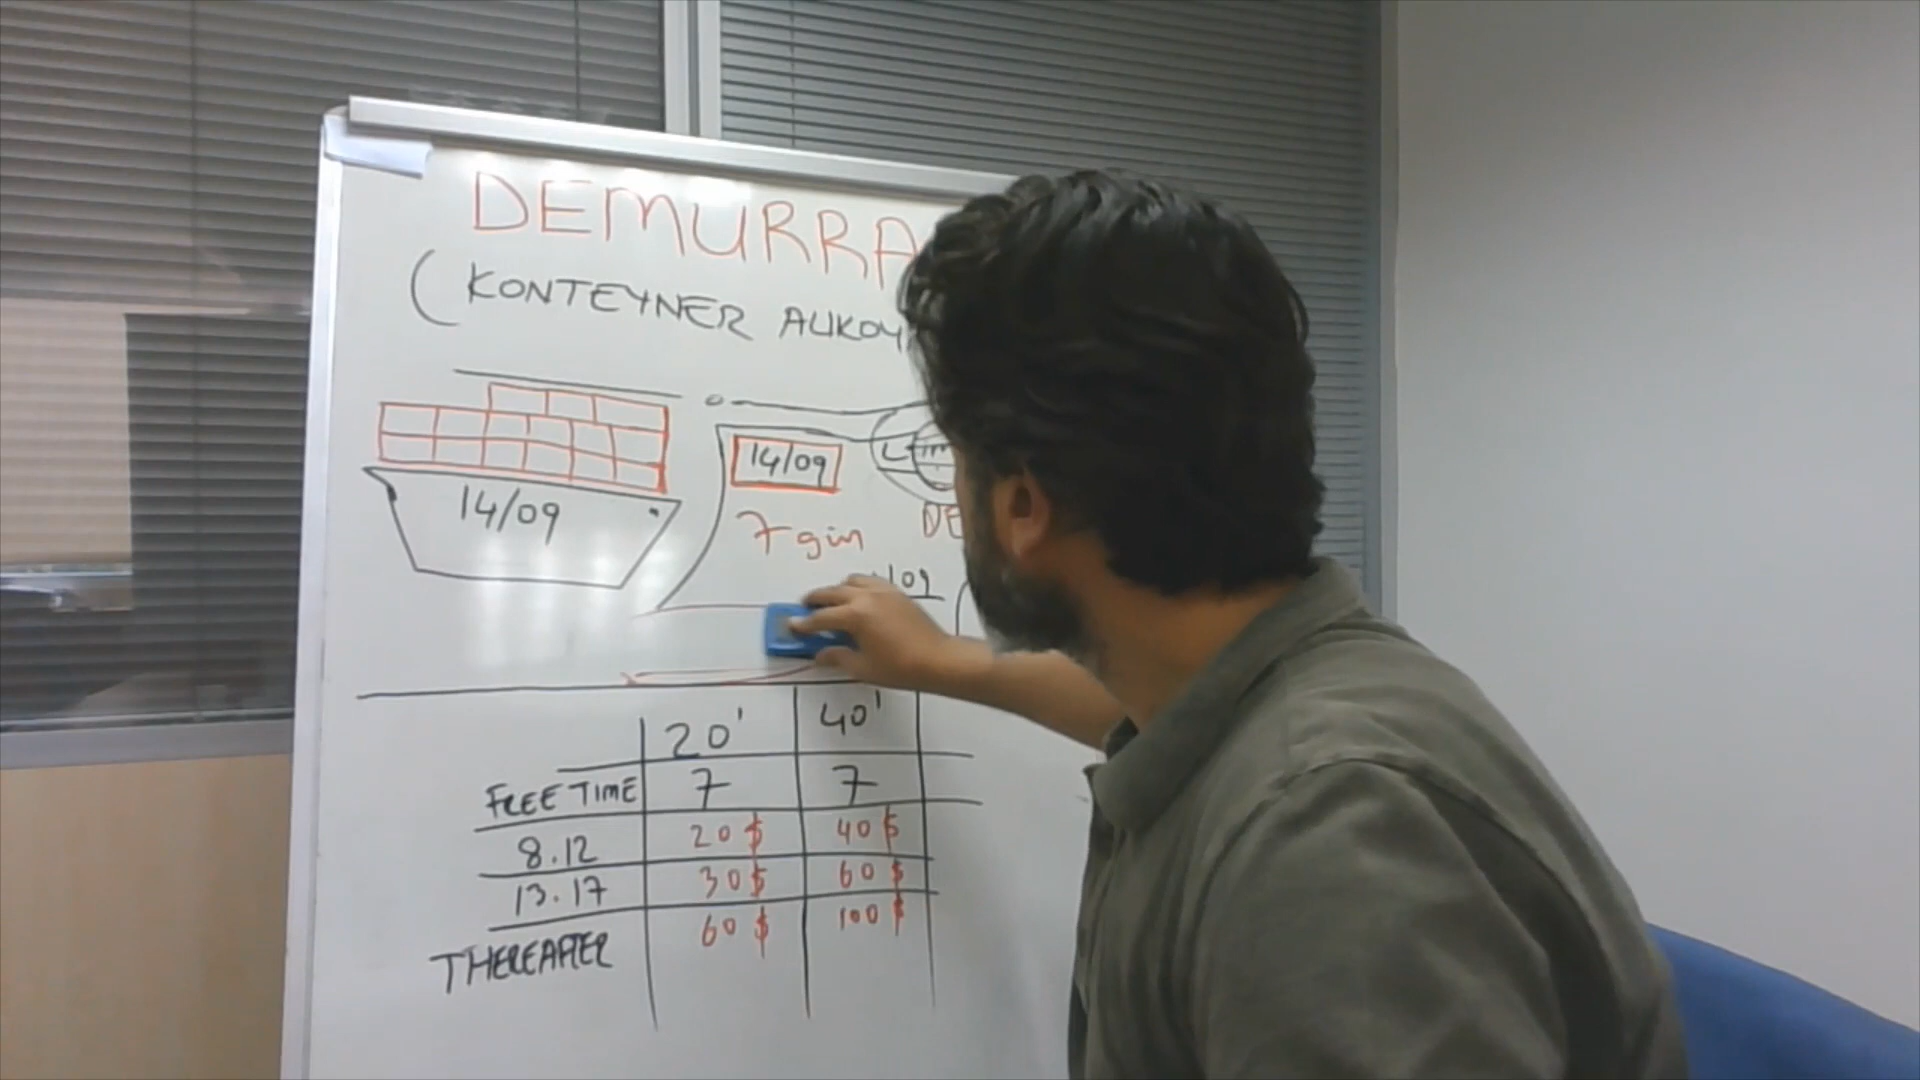 DEMURRA
(KONTEYNER ALIKOY
14/09
14/09
7 gün
DE
/09
20' 40'
FREE TIME 7 7
8.12 20$ 40$
13.17 30$ 60$
THEREAFTER 60$ 100$